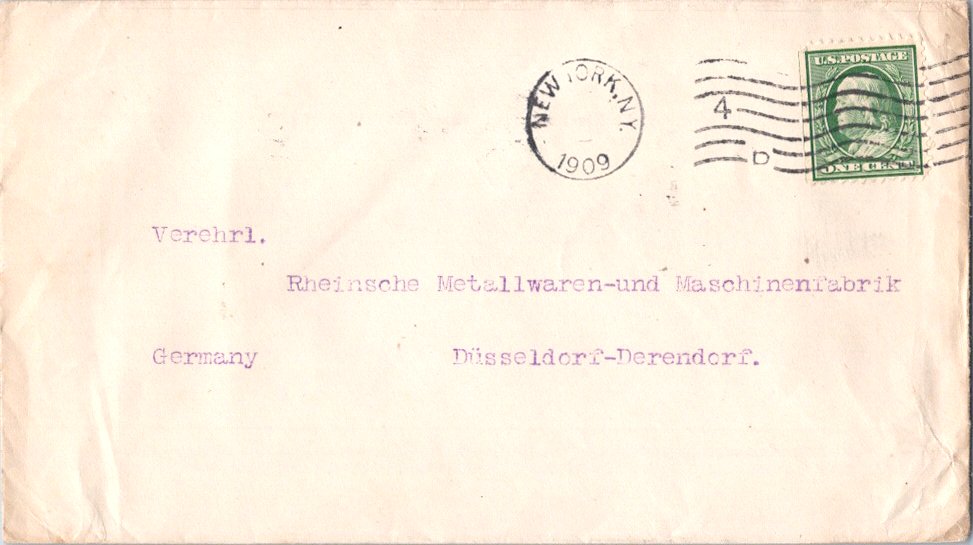 NEW YORK, N.Y.
1909
4
D
U.S. POSTAGE
ONE CENT
Verehrl.
Rheinsche Metallwaren-und Maschinenfabrik
Germany Düsseldorf-Derendorf.